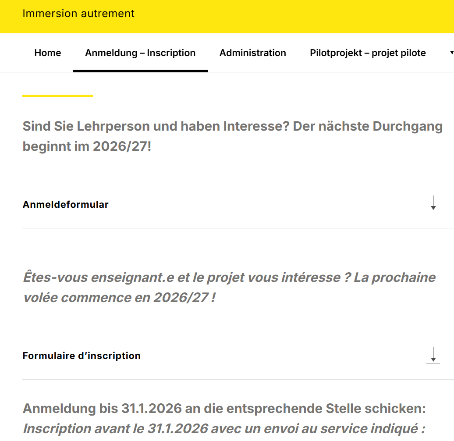 Immersion autrement
Home Anmeldung – Inscription Administration Pilotprojekt – projet pilote
Sind Sie Lehrperson und haben Interesse? Der nächste Durchgang
beginnt im 2026/27!
Anmeldeformular
Êtes-vous enseignant.e et le projet vous intéresse ? La prochaine
volée commence en 2026/27 !
Formulaire d’inscription
Anmeldung bis 31.1.2026 an die entsprechende Stelle schicken:
Inscription avant le 31.1.2026 avec un envoi au service indiqué :